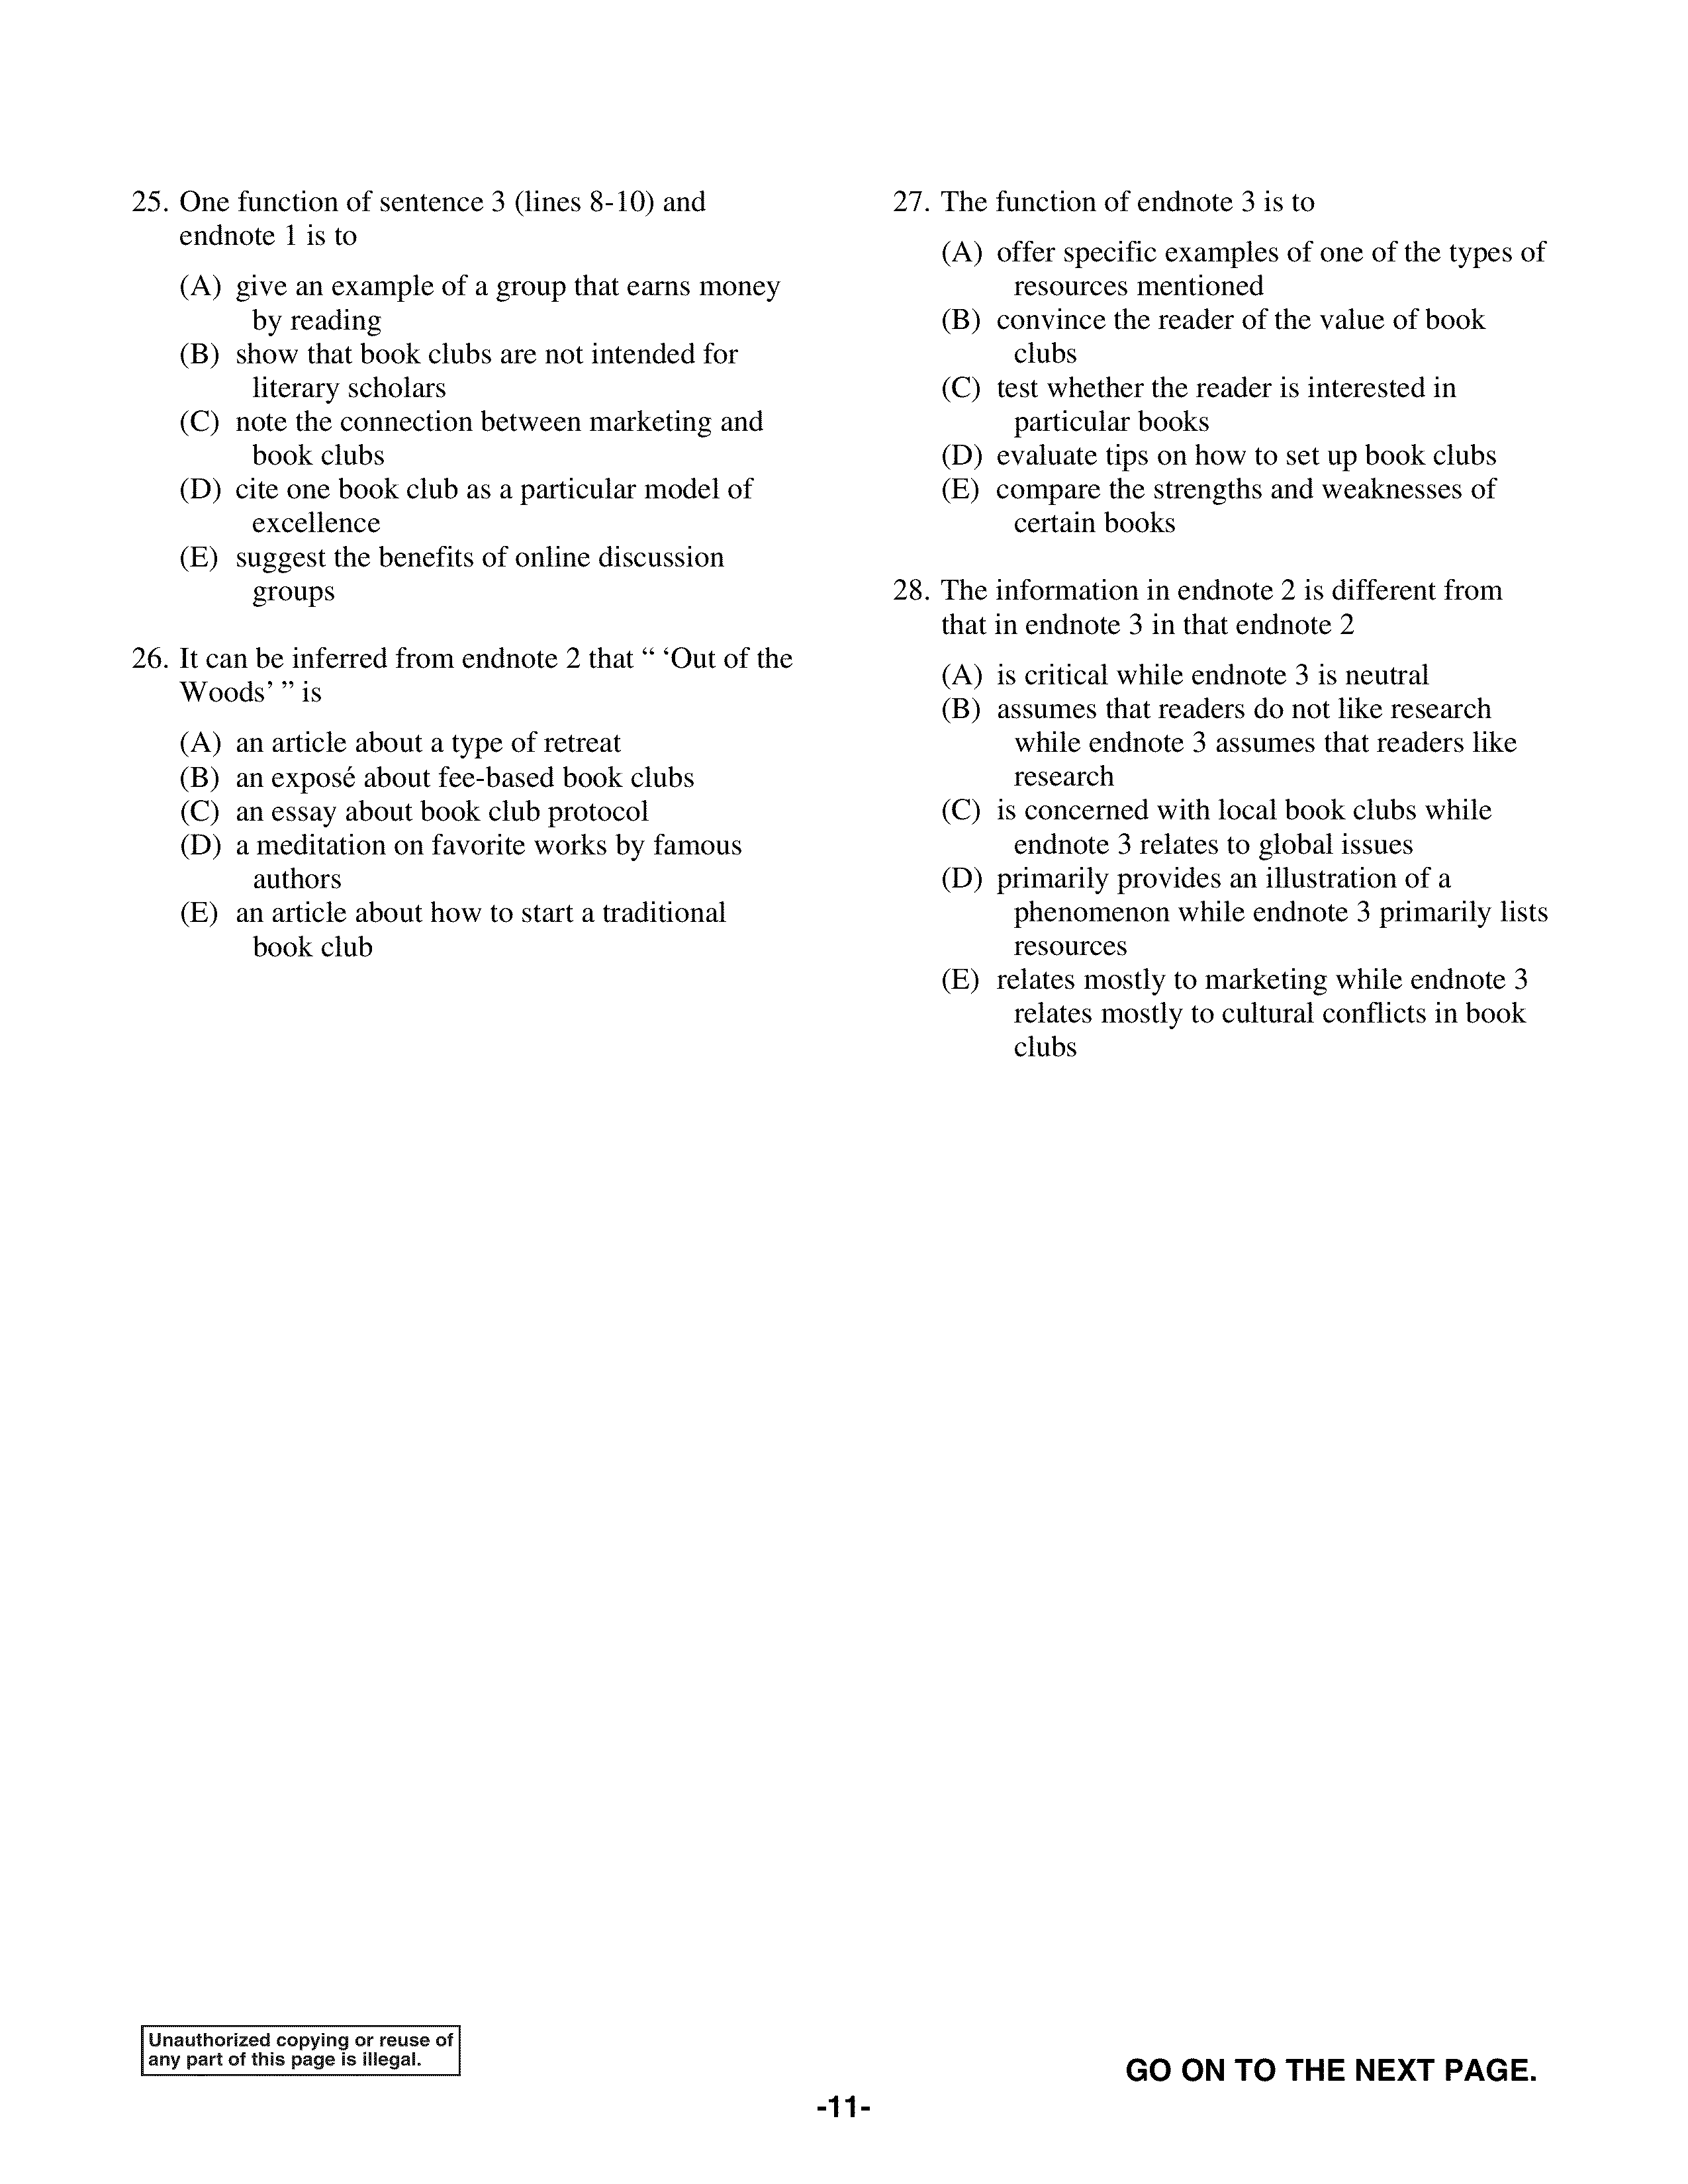 25. One function of sentence 3 (lines 8-10) and
endnote 1 is to
(A) give an example of a group that earns money
by reading
(B) show that book clubs are not intended for
literary scholars
(C) note the connection between marketing and
book clubs
(D) cite one book club as a particular model of
excellence
(E) suggest the benefits of online discussion
groups
26. It can be inferred from endnote 2 that “ ‘Out of the
Woods’ ” is
(A) an article about a type of retreat
(B) an exposé about fee-based book clubs
(C) an essay about book club protocol
(D) a meditation on favorite works by famous
authors
(E) an article about how to start a traditional
book club
27. The function of endnote 3 is to
(A) offer specific examples of one of the types of
resources mentioned
(B) convince the reader of the value of book
clubs
(C) test whether the reader is interested in
particular books
(D) evaluate tips on how to set up book clubs
(E) compare the strengths and weaknesses of
certain books
28. The information in endnote 2 is different from
that in endnote 3 in that endnote 2
(A) is critical while endnote 3 is neutral
(B) assumes that readers do not like research
while endnote 3 assumes that readers like
research
(C) is concerned with local book clubs while
endnote 3 relates to global issues
(D) primarily provides an illustration of a
phenomenon while endnote 3 primarily lists
resources
(E) relates mostly to marketing while endnote 3
relates mostly to cultural conflicts in book
clubs
Unauthorized copying or reuse of
any part of this page is illegal.
GO ON TO THE NEXT PAGE.
-11-